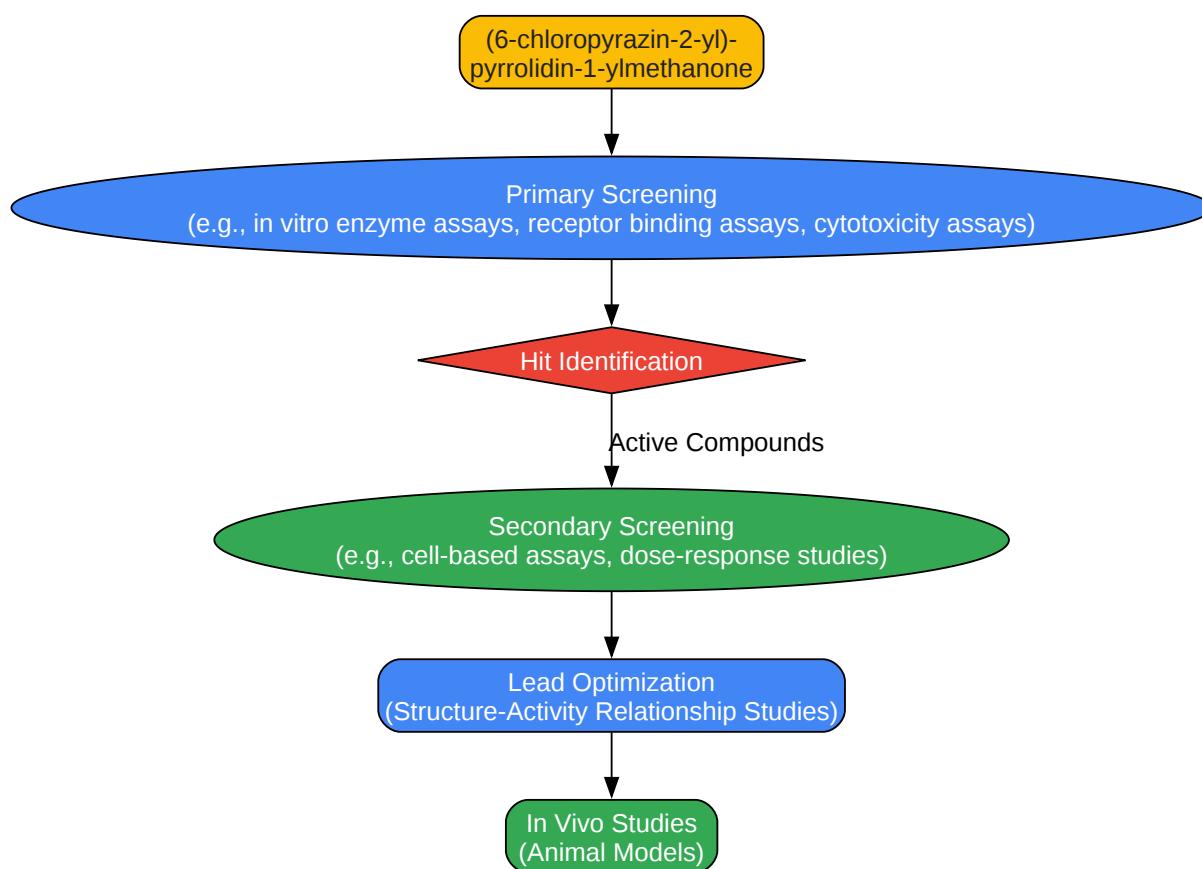 (6-chloropyrazin-2-yl)-
pyrrolidin-1-ylmethanone
Primary Screening
(e.g., in vitro enzyme assays, receptor binding assays, cytotoxicity assays)
Hit Identification
Active Compounds
Secondary Screening
(e.g., cell-based assays, dose-response studies)
Lead Optimization
(Structure-Activity Relationship Studies)
In Vivo Studies
(Animal Models)